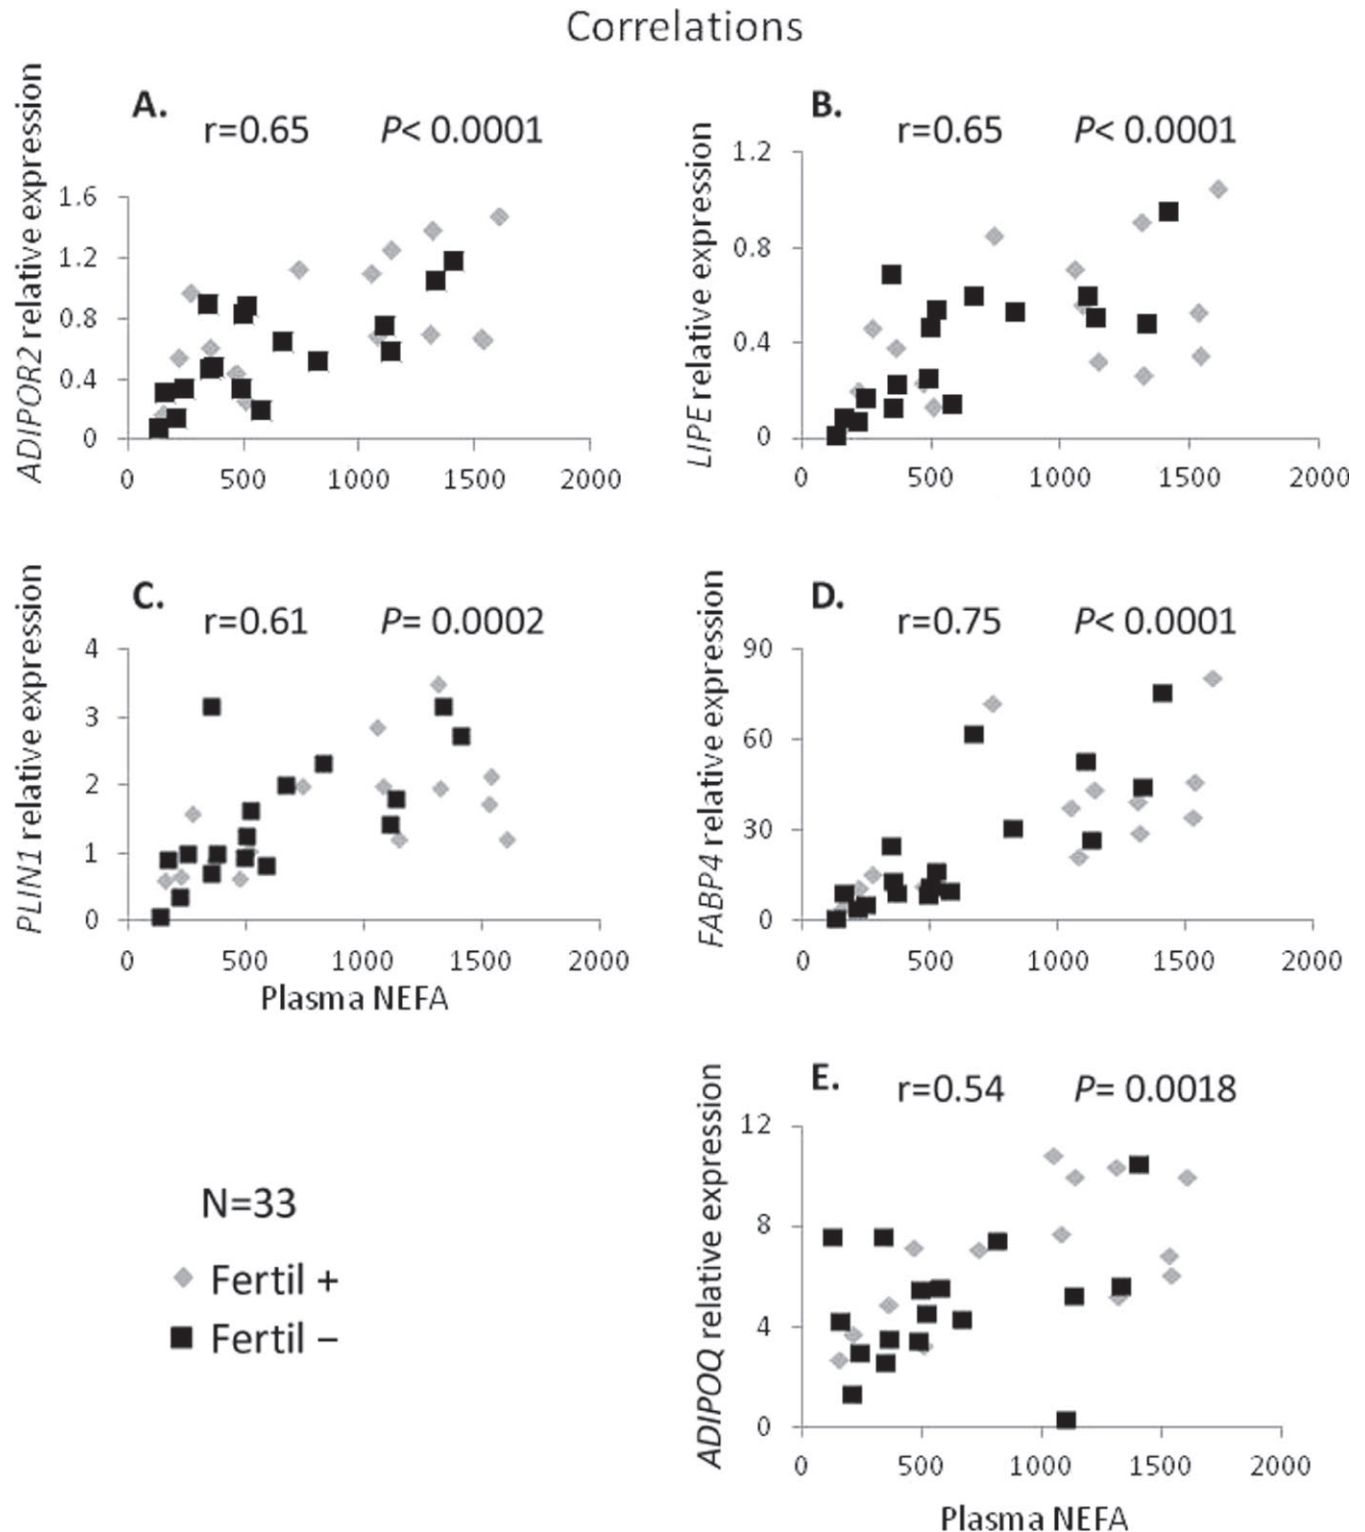 Correlations
A.
r=0.65 P< 0.0001
ADIPOR2 relative expression
1.6
1.2
0.8
0.4
0
0 500 1000 1500 2000
B.
r=0.65 P< 0.0001
LIPE relative expression
1.2
0.8
0.4
0
0 500 1000 1500 2000
C.
r=0.61 P= 0.0002
PLIN1 relative expression
4
3
2
1
0
0 500 1000 1500 2000
Plasma NEFA
D.
r=0.75 P< 0.0001
FABP4 relative expression
90
60
30
0
0 500 1000 1500 2000
E.
r=0.54 P= 0.0018
ADIPOQ relative expression
12
8
4
0
0 500 1000 1500 2000
Plasma NEFA
N=33
Fertil +
Fertil –